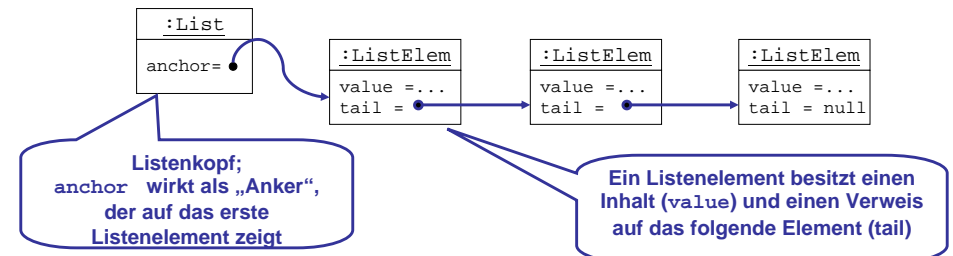 :List
anchor=
:ListElem
value =...
tail =
:ListElem
value =...
tail =
:ListElem
value =...
tail = null
Listenkopf;
anchor wirkt als „Anker“,
der auf das erste
Listenelement zeigt
Ein Listenelement besitzt einen
Inhalt (value) und einen Verweis
auf das folgende Element (tail)